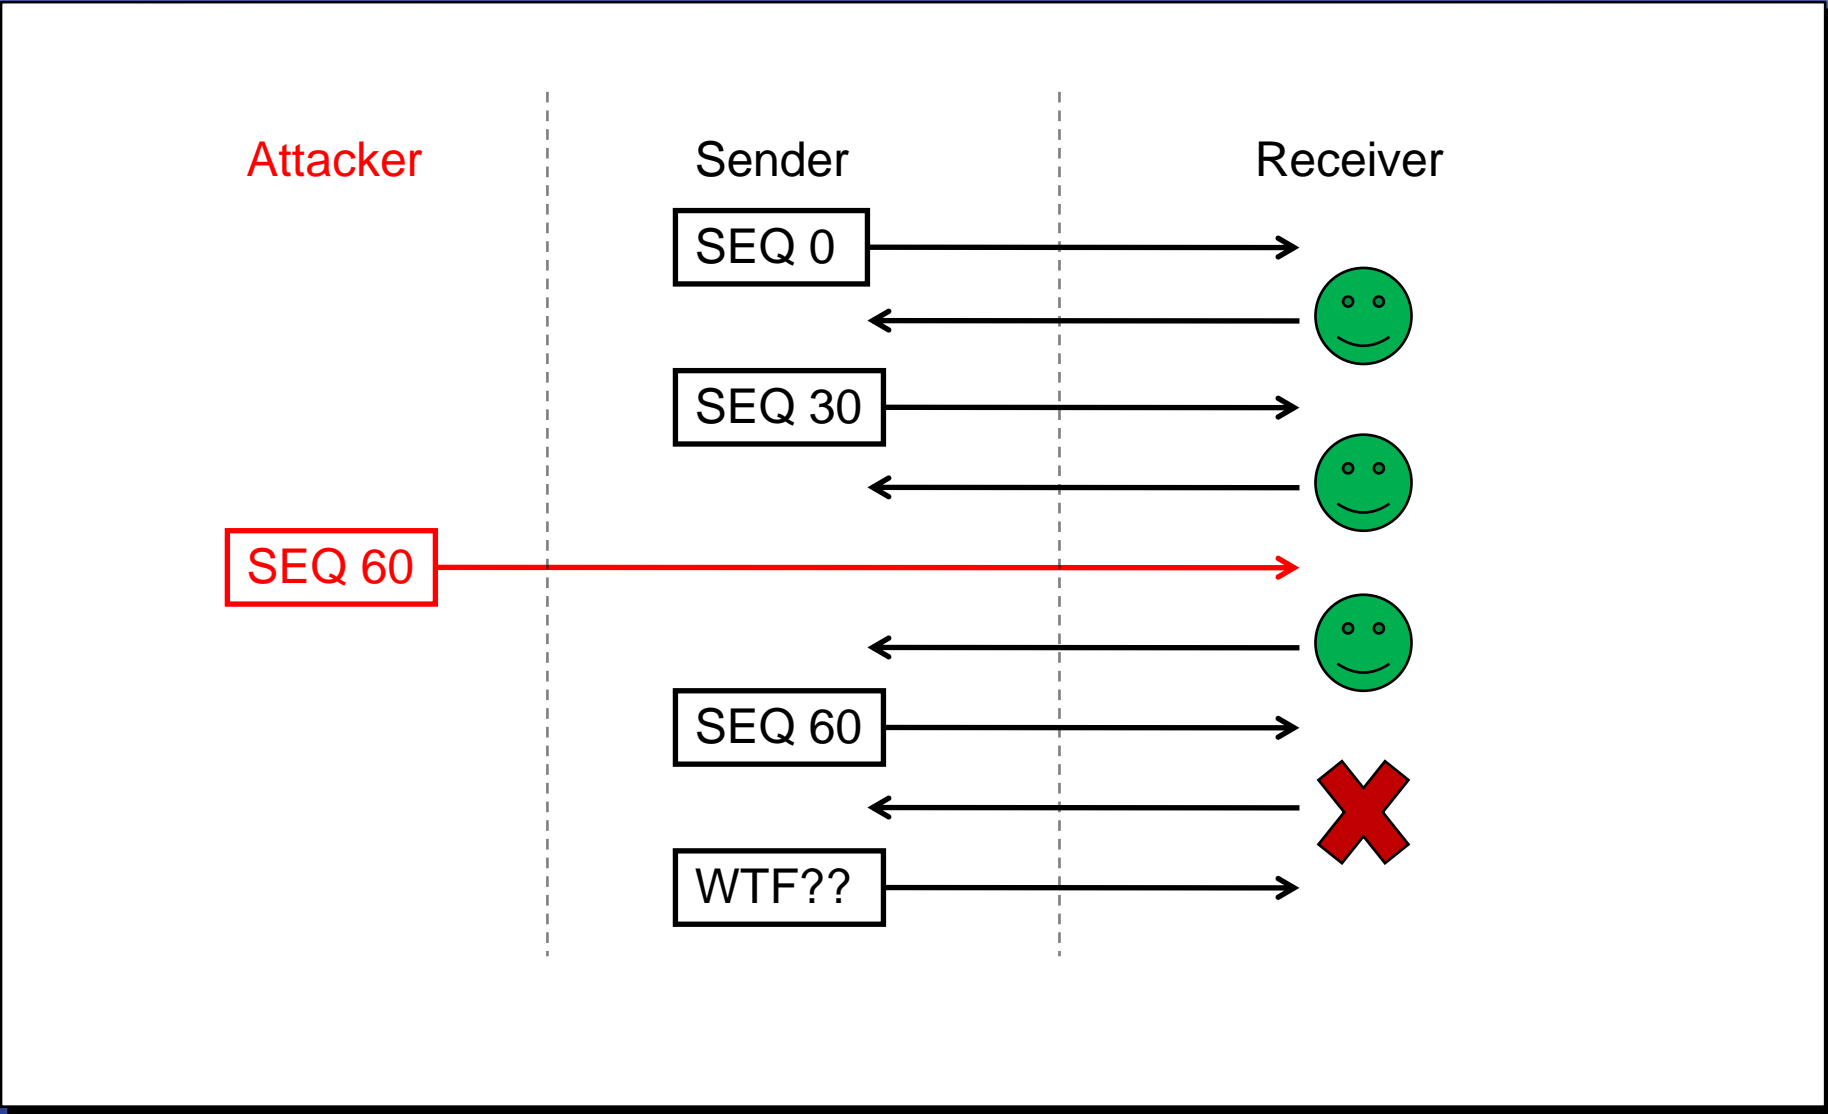 Attacker
Sender
Receiver
SEQ 0
SEQ 30
SEQ 60
SEQ 60
WTF??